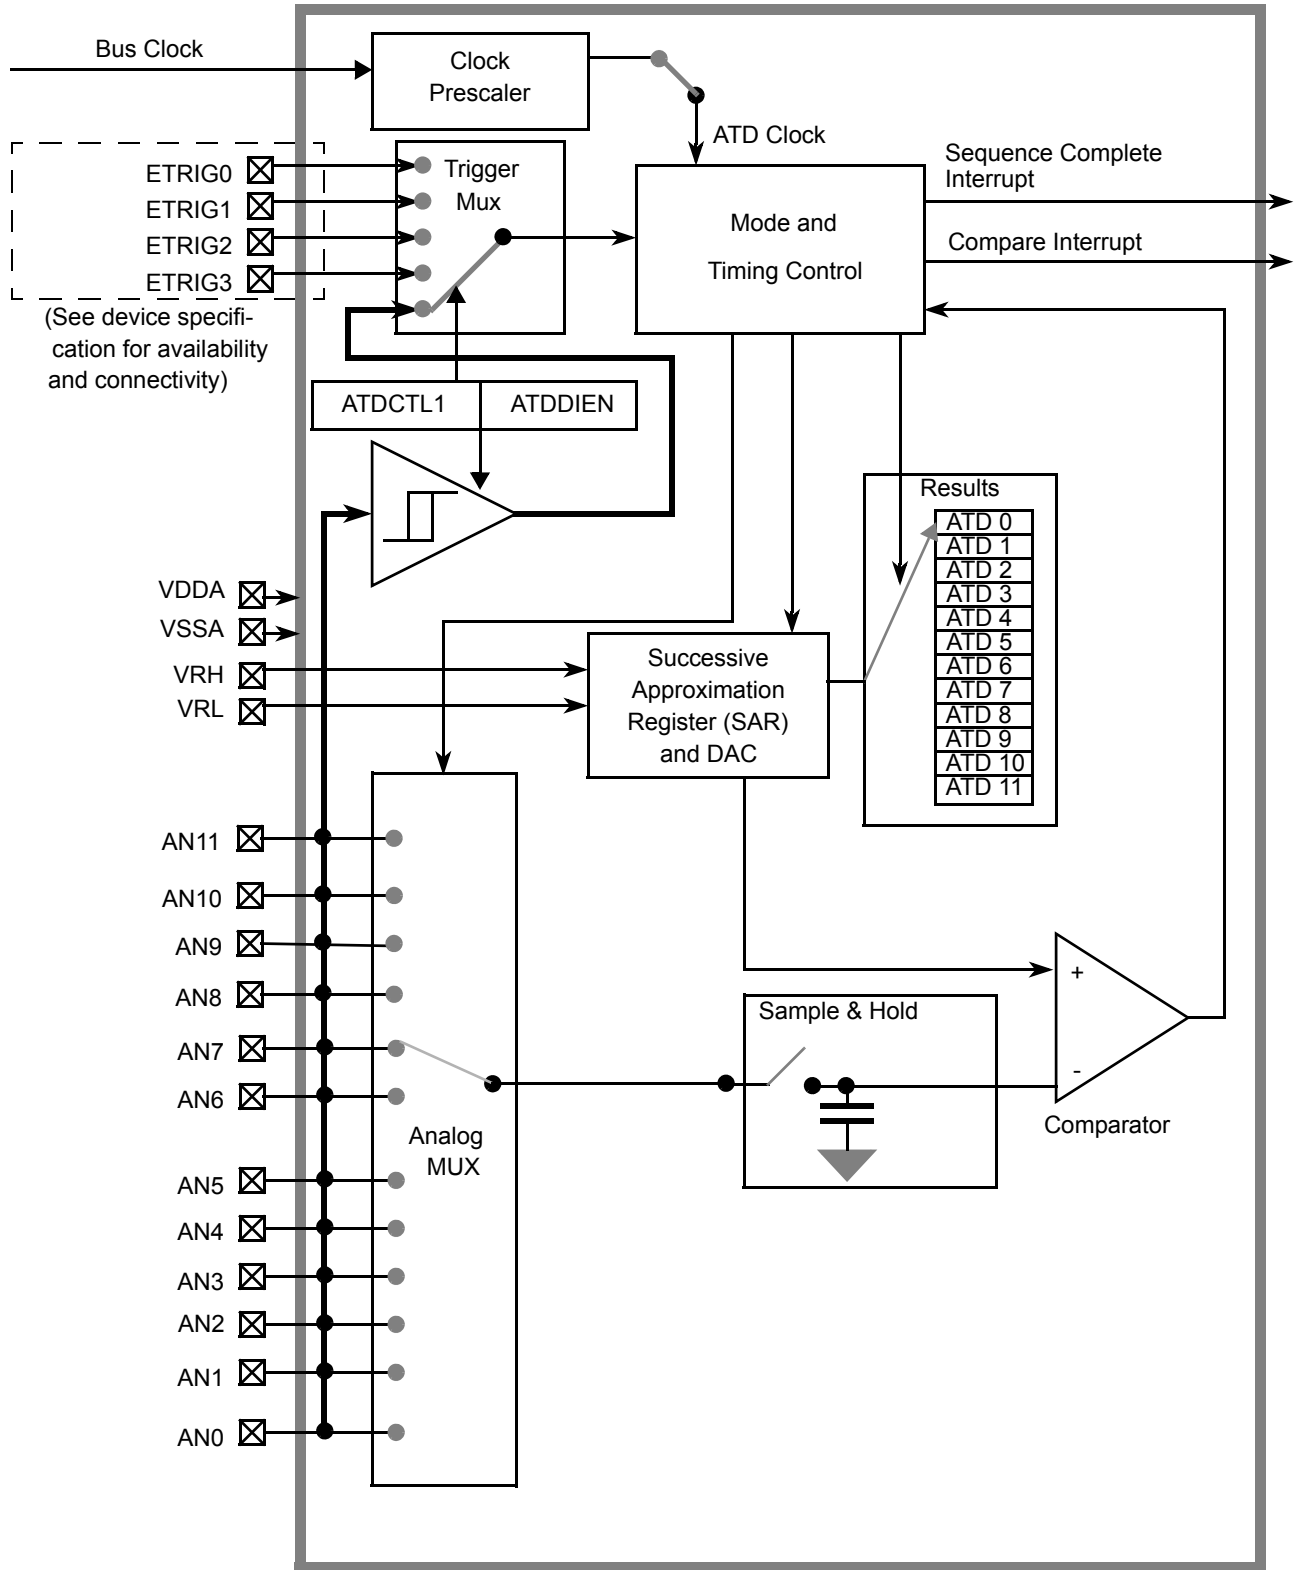 Bus Clock
Clock
Prescaler
ATD Clock
ETRIG0
ETRIG1
ETRIG2
ETRIG3
(See device specifi-
cation for availability
and connectivity)
Trigger
Mux
Mode and
Timing Control
Sequence Complete
Interrupt
Compare Interrupt
ATDCTL1
ATDDIEN
Results
ATD 0
ATD 1
ATD 2
ATD 3
ATD 4
ATD 5
ATD 6
ATD 7
ATD 8
ATD 9
ATD 10
ATD 11
VDDA
VSSA
VRH
VRL
Successive
Approximation
Register (SAR)
and DAC
AN11
AN10
AN9
AN8
AN7
AN6
AN5
AN4
AN3
AN2
AN1
AN0
Analog
MUX
Sample & Hold
+
-
Comparator